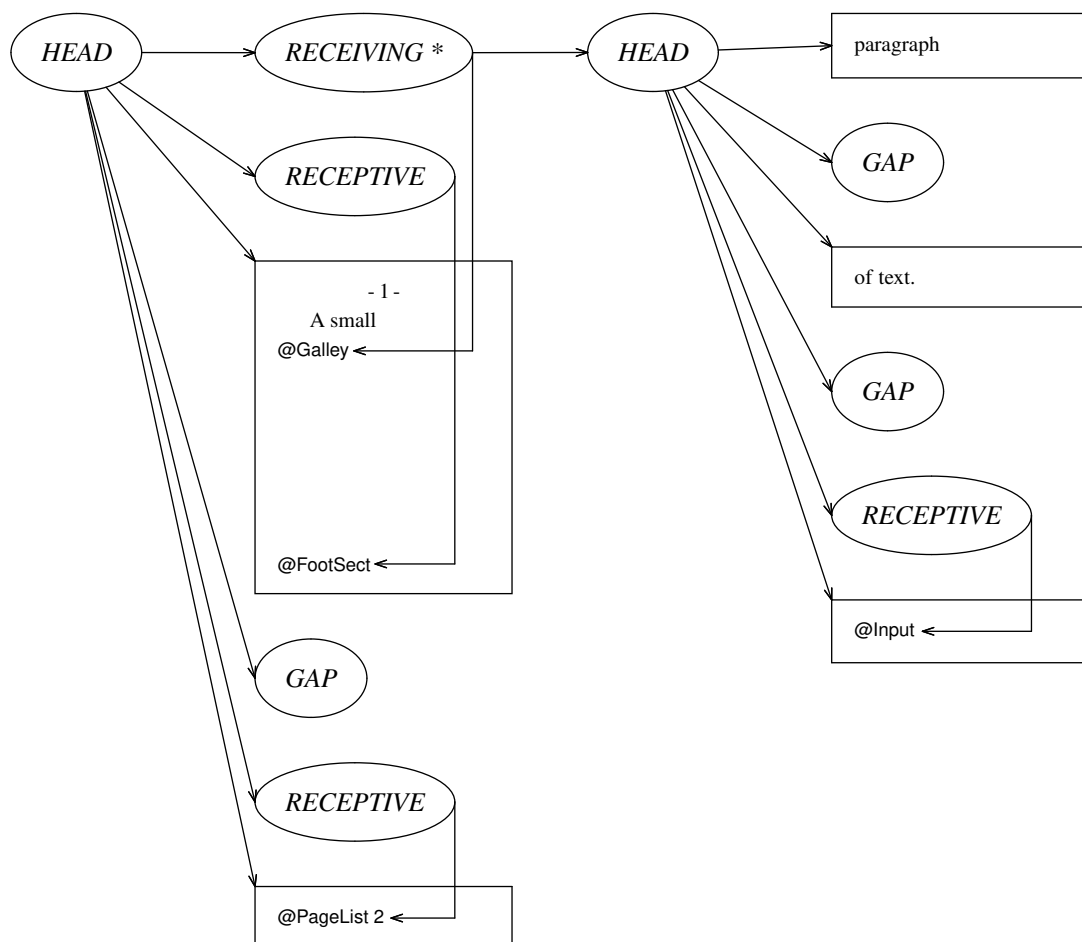 HEAD
RECEIVING *
HEAD
paragraph
RECEPTIVE
GAP
- 1 -
A small
@Galley
of text.
GAP
RECEPTIVE
@FootSect
@Input
GAP
RECEPTIVE
@PageList 2